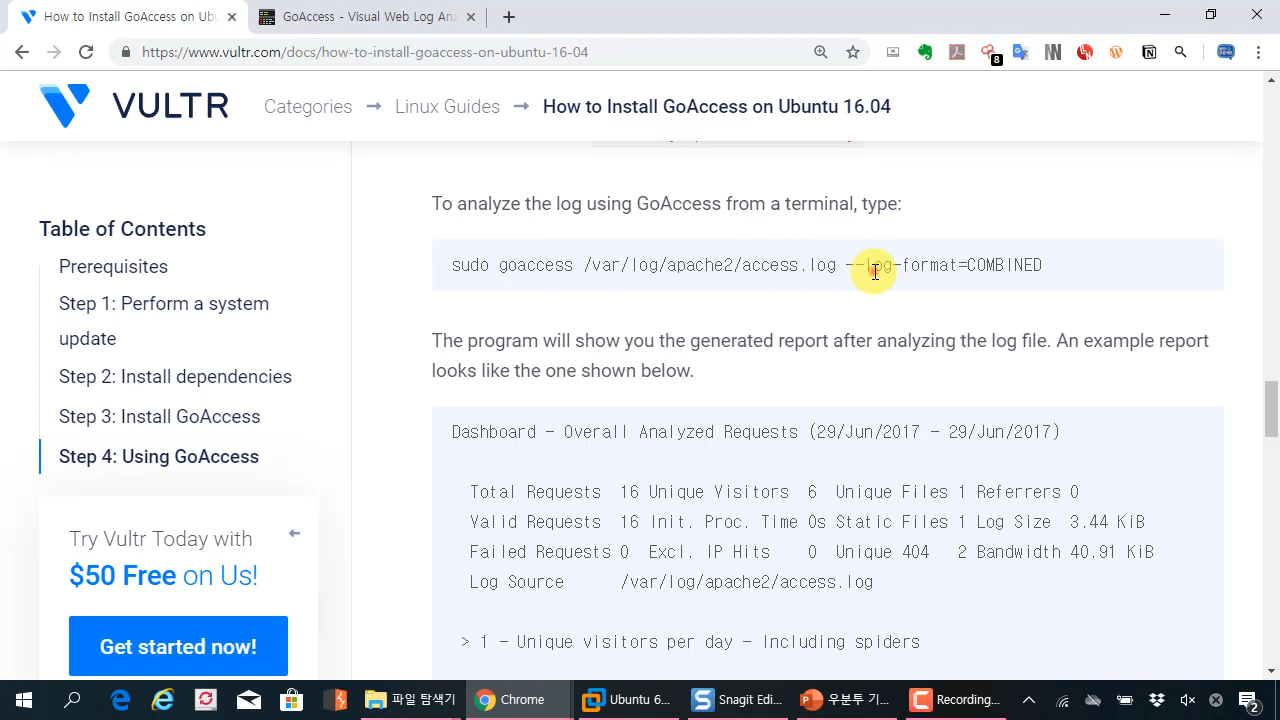 How to Install GoAccess on Ubu
GoAccess - Visual Web Log Ana
https://www.vultr.com/docs/how-to-install-goaccess-on-ubuntu-16-04
8
VULTR
Categories → Linux Guides → How to Install GoAccess on Ubuntu 16.04
Table of Contents
Prerequisites
Step 1: Perform a system
update
Step 2: Install dependencies
Step 3: Install GoAccess
Step 4: Using GoAccess
Try Vultr Today with
$50 Free on Us!
Get started now!
To analyze the log using GoAccess from a terminal, type:
sudo goaccess /var/log/apache2/access.log --log-format=COMBINED
The program will show you the generated report after analyzing the log file. An example report
looks like the one shown below.
Dashboard - Overall Analyzed Requests (29/Jun/2017 - 29/Jun/2017)
Total Requests 16 Unique Visitors 6 Unique Files 1 Referrers 0
Valid Requests 16 Init. Proc. Time 0s Static Files 1 Log Size 3.44 KiB
Failed Requests 0 Excl. IP Hits 0 Unique 404 2 Bandwidth 40.91 KiB
Log Source /var/log/apache2/access.log
> 1 - Unique visitors per day - Including spiders
파일 탐색기
Chrome
Ubuntu 6...
Snagit Edi...
우분투 기...
Recording...
2